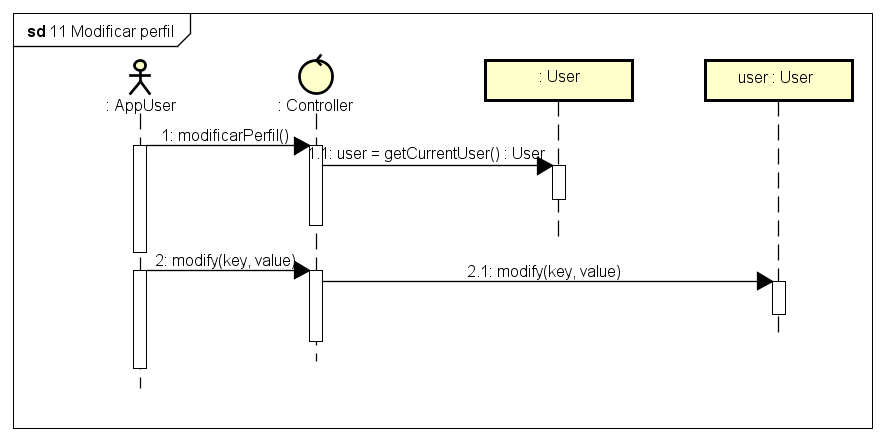 sd 11 Modificar perfil
: AppUser
: Controller
: User
user : User
1: modificarPerfil()
1.1: user = getCurrentUser() : User
2: modify(key, value)
2.1: modify(key, value)